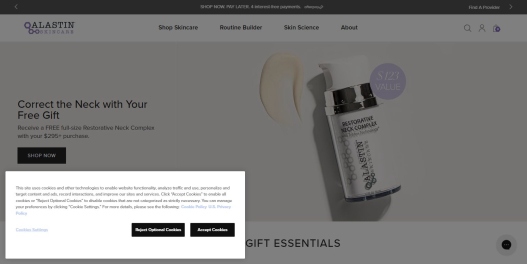 SHOP NOW PAY LATER: 4 interest free payments. afterpay
Find A Provider
ALASTIN
SKINCARE
Shop Skincare
Routine Builder
Skin Science
About
Correct the Neck with Your
Free Gift
Receive a FREE full-size Restorative Neck Complex
with your $295+ purchase.
SHOP NOW
$125
VALUE
RESTORATIVE
NECK COMPLEX
ALASTIN
SKINCARE
This site uses cookies and other technologies to enable website functionality, analyze traffic and use, personalize and
target content and ads, record interactions, and improve our sites and services. Click "Accept Cookies" to enable all
cookies or "Reject Optional Cookies" to disable cookies that are not categorized as strictly necessary. You can manage
your preferences by clicking "Cookie Settings." For more details, please see the following: Cookie Policy U.S. Privacy
Policy
Cookies Settings
Reject Optional Cookies
Accept Cookies
GIFT ESSENTIALS